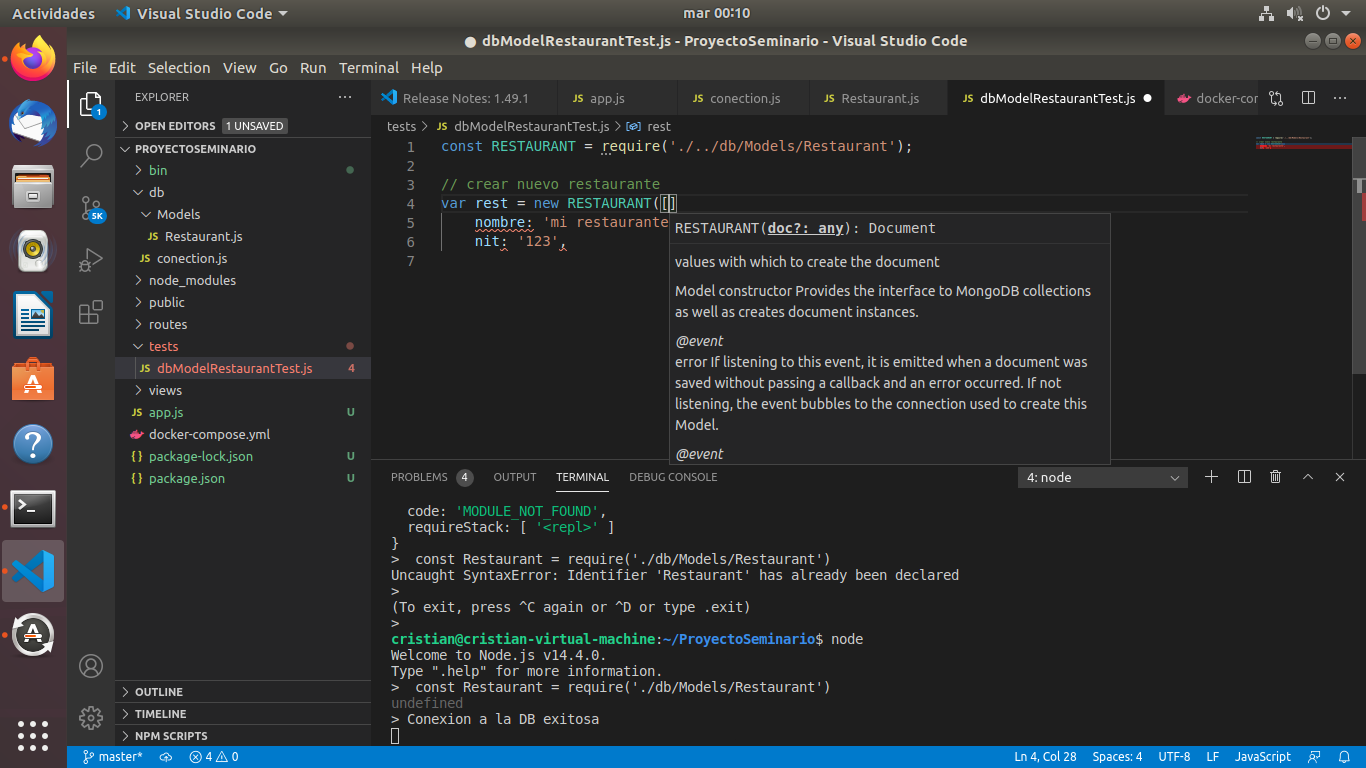 Actividades Visual Studio Code mar 00:10
● dbModelRestaurantTest.js - ProyectoSeminario - Visual Studio Code
File Edit Selection View Go Run Terminal Help
EXPLORER
Release Notes: 1.49.1 JS app.js JS conection.js JS Restaurant.js JS dbModelRestaurantTest.js ● docker-cor
1
5K
OPEN EDITORS 1 UNSAVED
PROYECTOSEMINARIO
bin
db
Models
JS Restaurant.js
JS conection.js
node_modules
public
routes
tests
JS dbModelRestaurantTest.js 4
views
JS app.js U
docker-compose.yml
{} package-lock.json U
{} package.json U
OUTLINE
TIMELINE
NPM SCRIPTS
tests > JS dbModelRestaurantTest.js > rest
1 const RESTAURANT = require('./../db/Models/Restaurant');
2
3 // crear nuevo restaurante
4 var rest = new RESTAURANT([]
5 nombre: 'mi restaurante
6 nit: '123',
7
RESTAURANT(doc?: any): Document
values with which to create the document
Model constructor Provides the interface to MongoDB collections
as well as creates document instances.
@event
error If listening to this event, it is emitted when a document was
saved without passing a callback and an error occurred. If not
listening, the event bubbles to the connection used to create this
Model.
@event
PROBLEMS 4 OUTPUT TERMINAL DEBUG CONSOLE 4: node
code: 'MODULE_NOT_FOUND',
requireStack: [ '<repl>' ]
}
> const Restaurant = require('./db/Models/Restaurant')
Uncaught SyntaxError: Identifier 'Restaurant' has already been declared
>
(To exit, press ^C again or ^D or type .exit)
>
cristian@cristian-virtual-machine:~/ProyectoSeminario$ node
Welcome to Node.js v14.4.0.
Type ".help" for more information.
> const Restaurant = require('./db/Models/Restaurant')
undefined
> Conexion a la DB exitosa
master* 4 0 Ln 4, Col 28 Spaces: 4 UTF-8 LF JavaScript